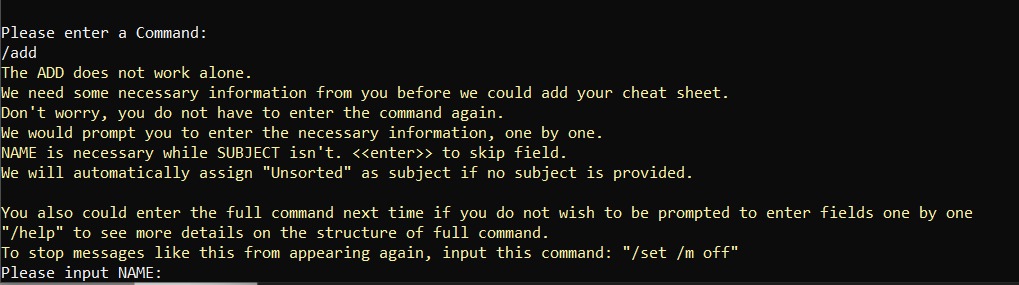 Please enter a Command:
/add
The ADD does not work alone.
We need some necessary information from you before we could add your cheat sheet.
Don't worry, you do not have to enter the command again.
We would prompt you to enter the necessary information, one by one.
NAME is necessary while SUBJECT isn't. <<enter>> to skip field.
We will automatically assign "Unsorted" as subject if no subject is provided.

You also could enter the full command next time if you do not wish to be prompted to enter fields one by one
"/help" to see more details on the structure of full command.
To stop messages like this from appearing again, input this command: "/set /m off"
Please input NAME: